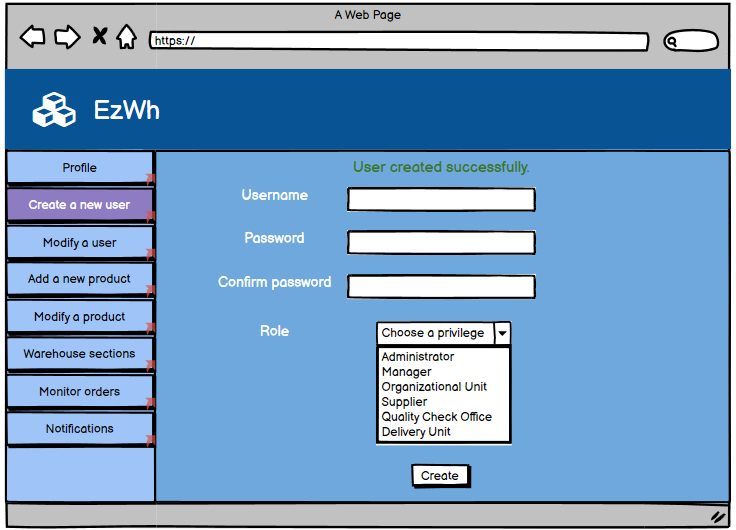 A Web Page
https://
EzWh
Profile
Create a new user
Modify a user
Add a new product
Modify a product
Warehouse sections
Monitor orders
Notifications
User created successfully.
Username
Password
Confirm password
Role
Choose a privilege
Administrator
Manager
Organizational Unit
Supplier
Quality Check Office
Delivery Unit
Create